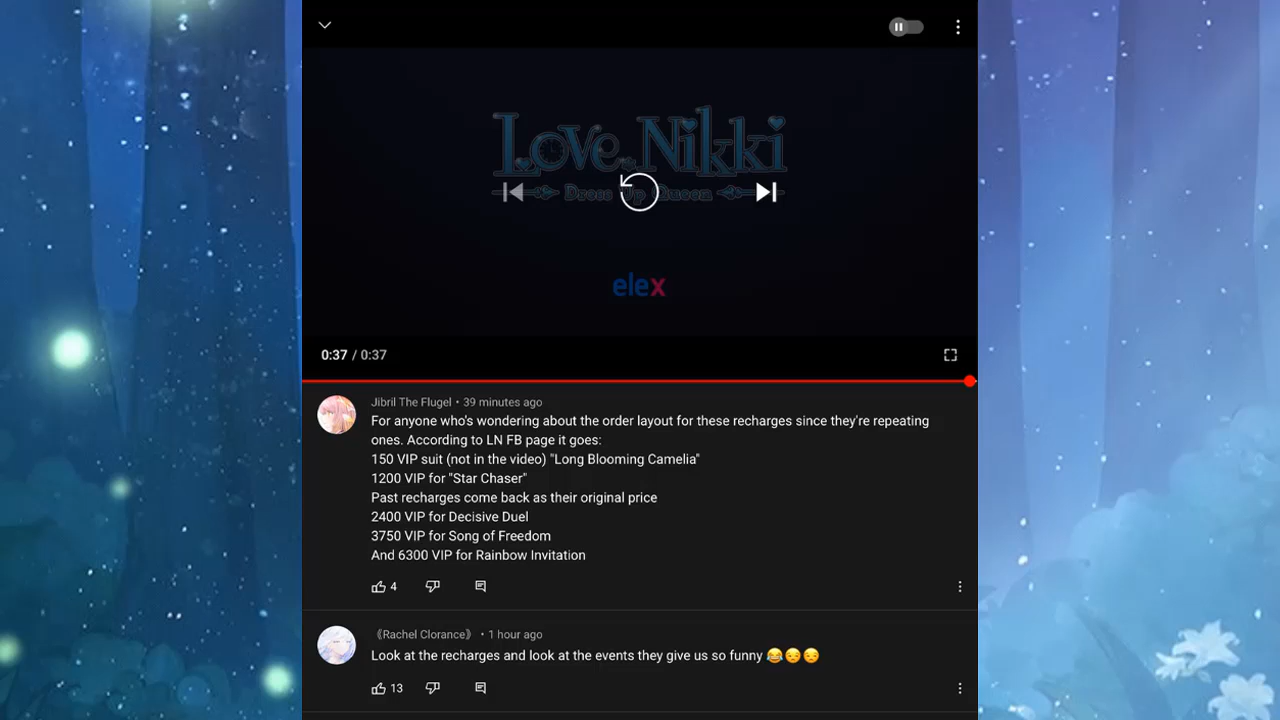 Love Nikki
Dress Up Queen
elex
0:37 / 0:37
Jibril The Flugel • 39 minutes ago
For anyone who's wondering about the order layout for these recharges since they're repeating
ones. According to LN FB page it goes:
150 VIP suit (not in the video) "Long Blooming Camelia"
1200 VIP for "Star Chaser"
Past recharges come back as their original price
2400 VIP for Decisive Duel
3750 VIP for Song of Freedom
And 6300 VIP for Rainbow Invitation
4
《Rachel Clorance》 • 1 hour ago
Look at the recharges and look at the events they give us so funny 😂😒😒
13